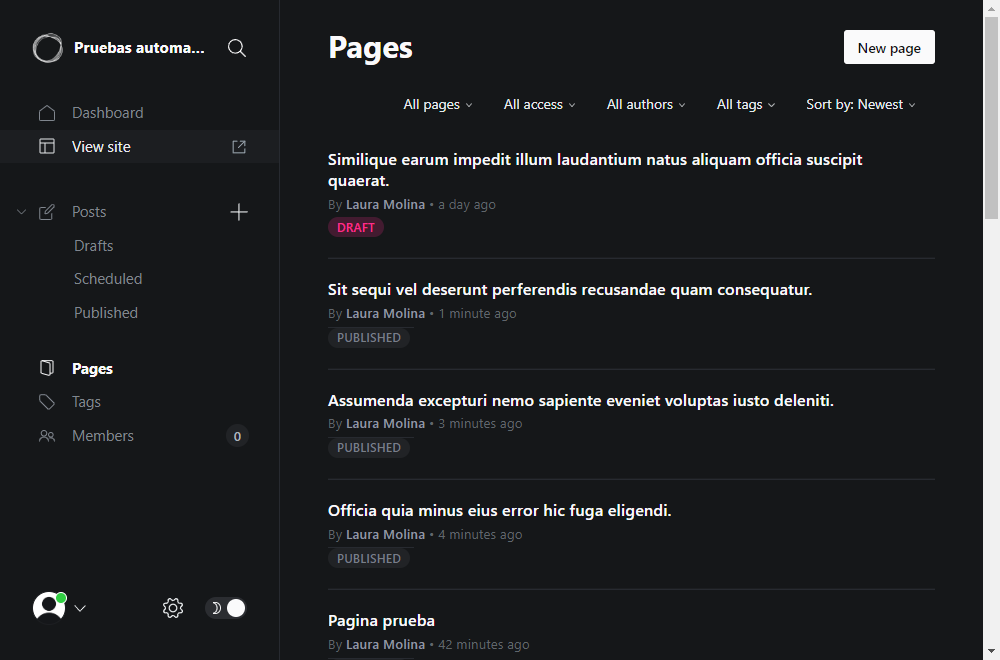 Pruebas automa...
Dashboard
View site
Posts
Drafts
Scheduled
Published
Pages
Tags
Members
0
Pages
New page
All pages
All access
All authors
All tags
Sort by: Newest
Similique earum impedit illum laudantium natus aliquam officia suscipit
quaerat.
By Laura Molina • a day ago
DRAFT
Sit sequi vel deserunt perferendis recusandae quam consequatur.
By Laura Molina • 1 minute ago
PUBLISHED
Assumenda excepturi nemo sapiente eveniet voluptas iusto deleniti.
By Laura Molina • 3 minutes ago
PUBLISHED
Officia quia minus eius error hic fuga eligendi.
By Laura Molina • 4 minutes ago
PUBLISHED
Pagina prueba
By Laura Molina • 42 minutes ago